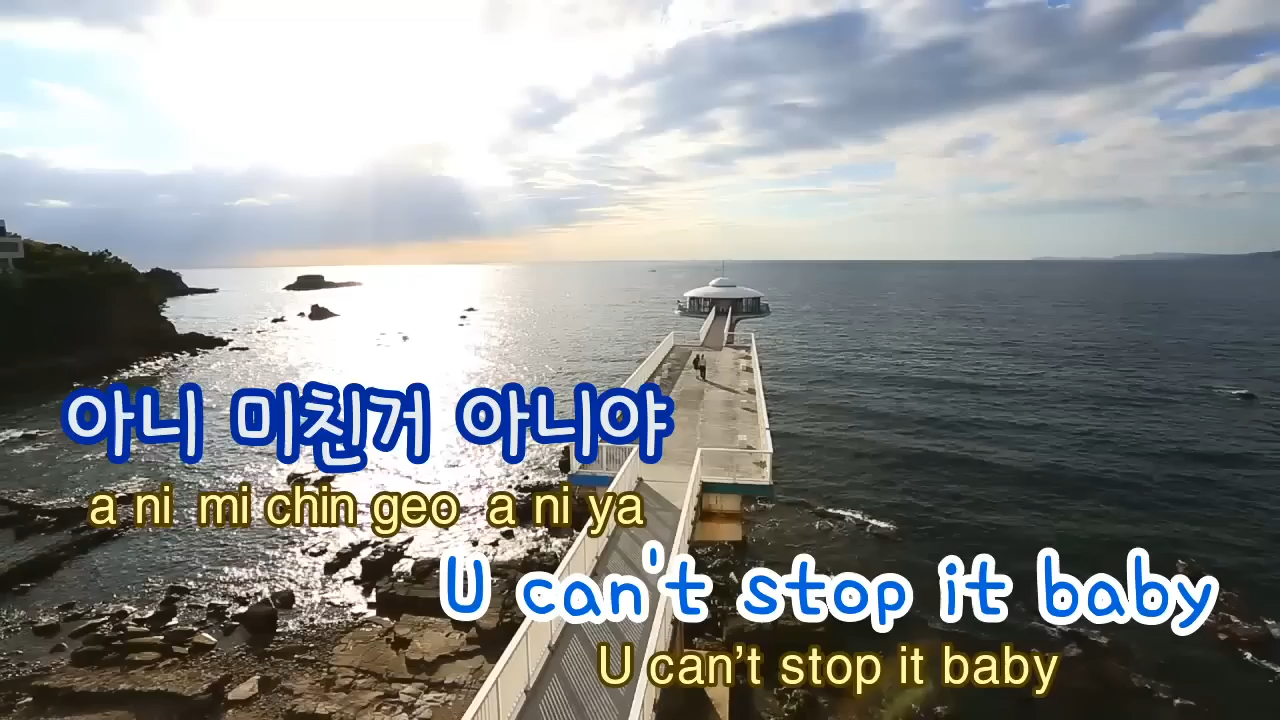 아니 미친거 아니야
a ni mi chin geo a ni ya
U can't stop it baby
U can’t stop it baby